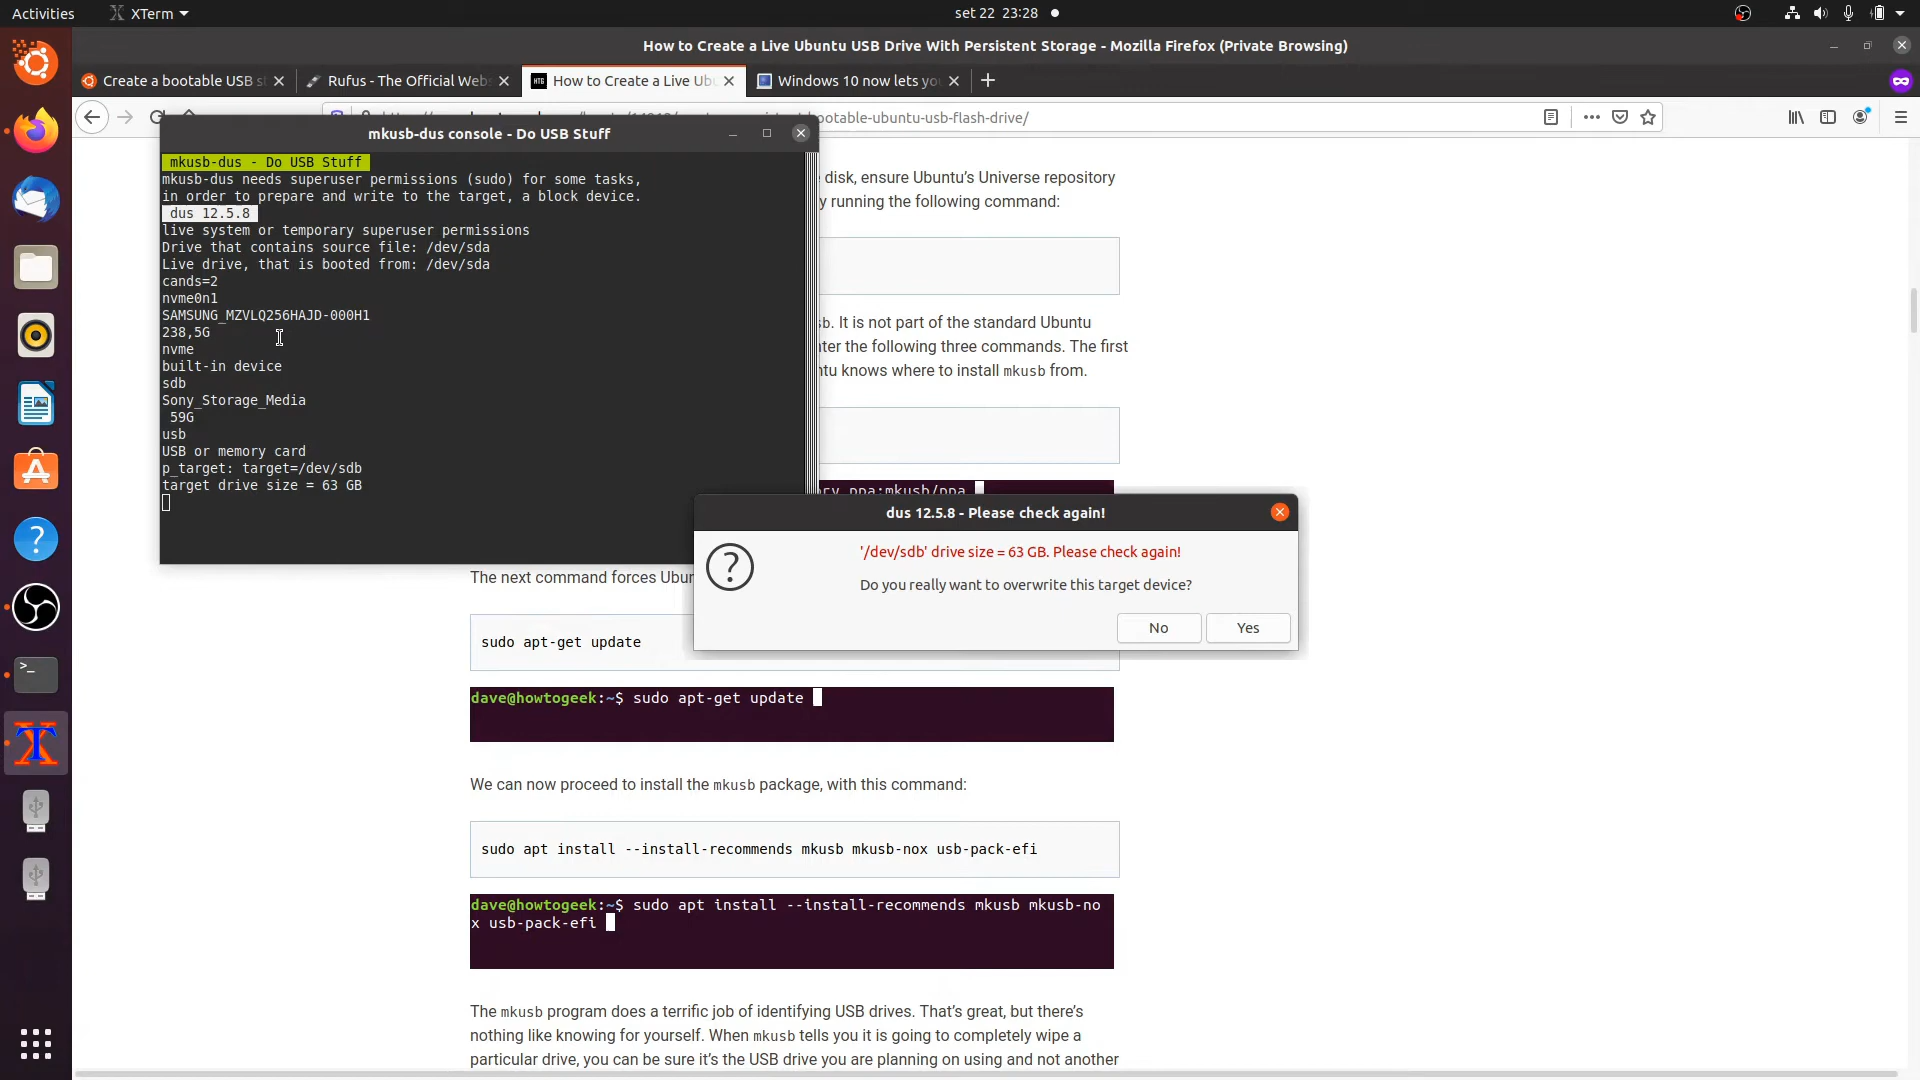 Activities
XTerm
set 22 23:28
How to Create a Live Ubuntu USB Drive With Persistent Storage - Mozilla Firefox (Private Browsing)
Create a bootable USB s
Rufus - The Official Webs
HTG
How to Create a Live Ubu
Windows 10 now lets yo
ootable-ubuntu-usb-flash-drive/
mkusb-dus console - Do USB Stuff
mkusb-dus - Do USB Stuff
mkusb-dus needs superuser permissions (sudo) for some tasks,
in order to prepare and write to the target, a block device.
dus 12.5.8
live system or temporary superuser permissions
Drive that contains source file: /dev/sda
Live drive, that is booted from: /dev/sda
cands=2
nvme0n1
SAMSUNG_MZVLQ256HAJD-000H1
238,5G
nvme
built-in device
sdb
Sony_Storage_Media
59G
usb
USB or memory card
p_target: target=/dev/sdb
target drive size = 63 GB
disk, ensure Ubuntu’s Universe repository
y running the following command:
b. It is not part of the standard Ubuntu
ter the following three commands. The first
ntu knows where to install mkusb from.
ry ppa:mkusb/ppa
dus 12.5.8 - Please check again!
'/dev/sdb' drive size = 63 GB. Please check again!
Do you really want to overwrite this target device?
No
Yes
The next command forces Ubun
sudo apt-get update
dave@howtogeek:~$ sudo apt-get update
We can now proceed to install the mkusb package, with this command:
sudo apt install --install-recommends mkusb mkusb-nox usb-pack-efi
dave@howtogeek:~$ sudo apt install --install-recommends mkusb mkusb-no
x usb-pack-efi
The mkusb program does a terrific job of identifying USB drives. That’s great, but there’s
nothing like knowing for yourself. When mkusb tells you it is going to completely wipe a
particular drive, you can be sure it’s the USB drive you are planning on using and not another